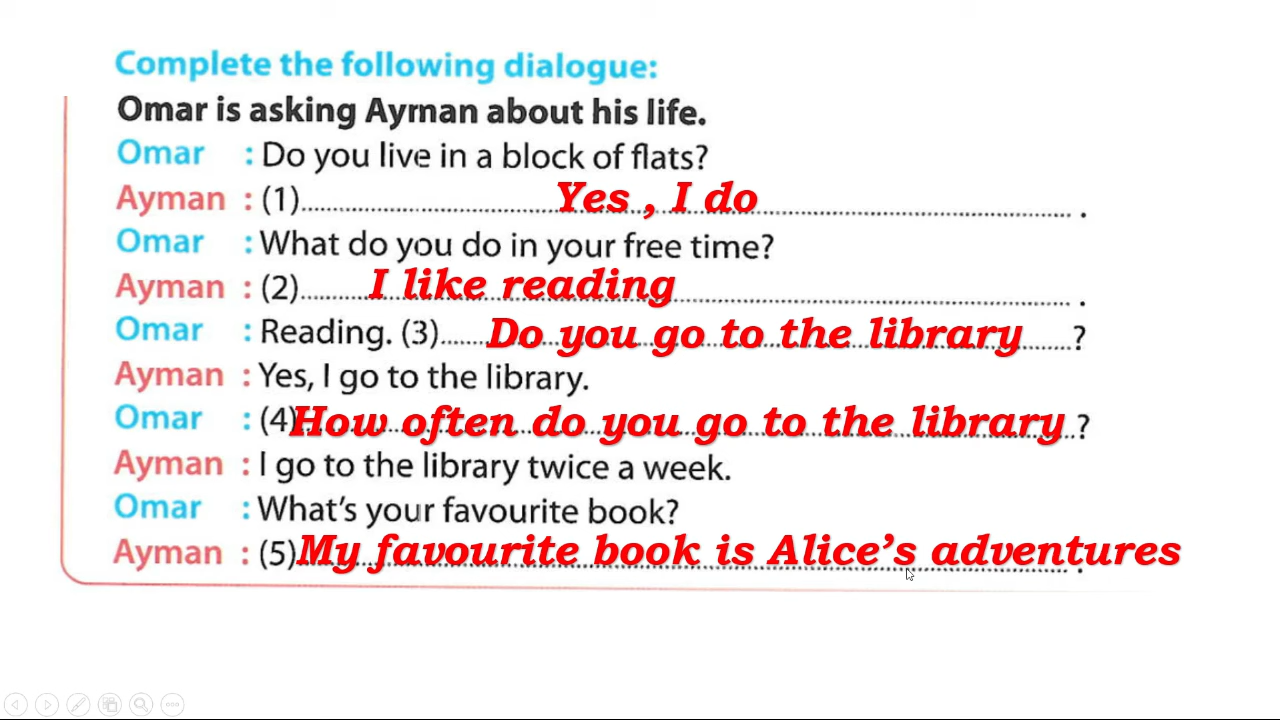 Complete the following dialogue:
Omar is asking Ayman about his life.
Omar : Do you live in a block of flats?
Ayman : (1)........ Yes , I do ........ .
Omar : What do you do in your free time?
Ayman : (2)........ I like reading ........ .
Omar : Reading. (3)........ Do you go to the library ........?
Ayman : Yes, I go to the library.
Omar : (4) How often do you go to the library ..?
Ayman : I go to the library twice a week.
Omar : What's your favourite book?
Ayman : (5) My favourite book is Alice’s adventures .